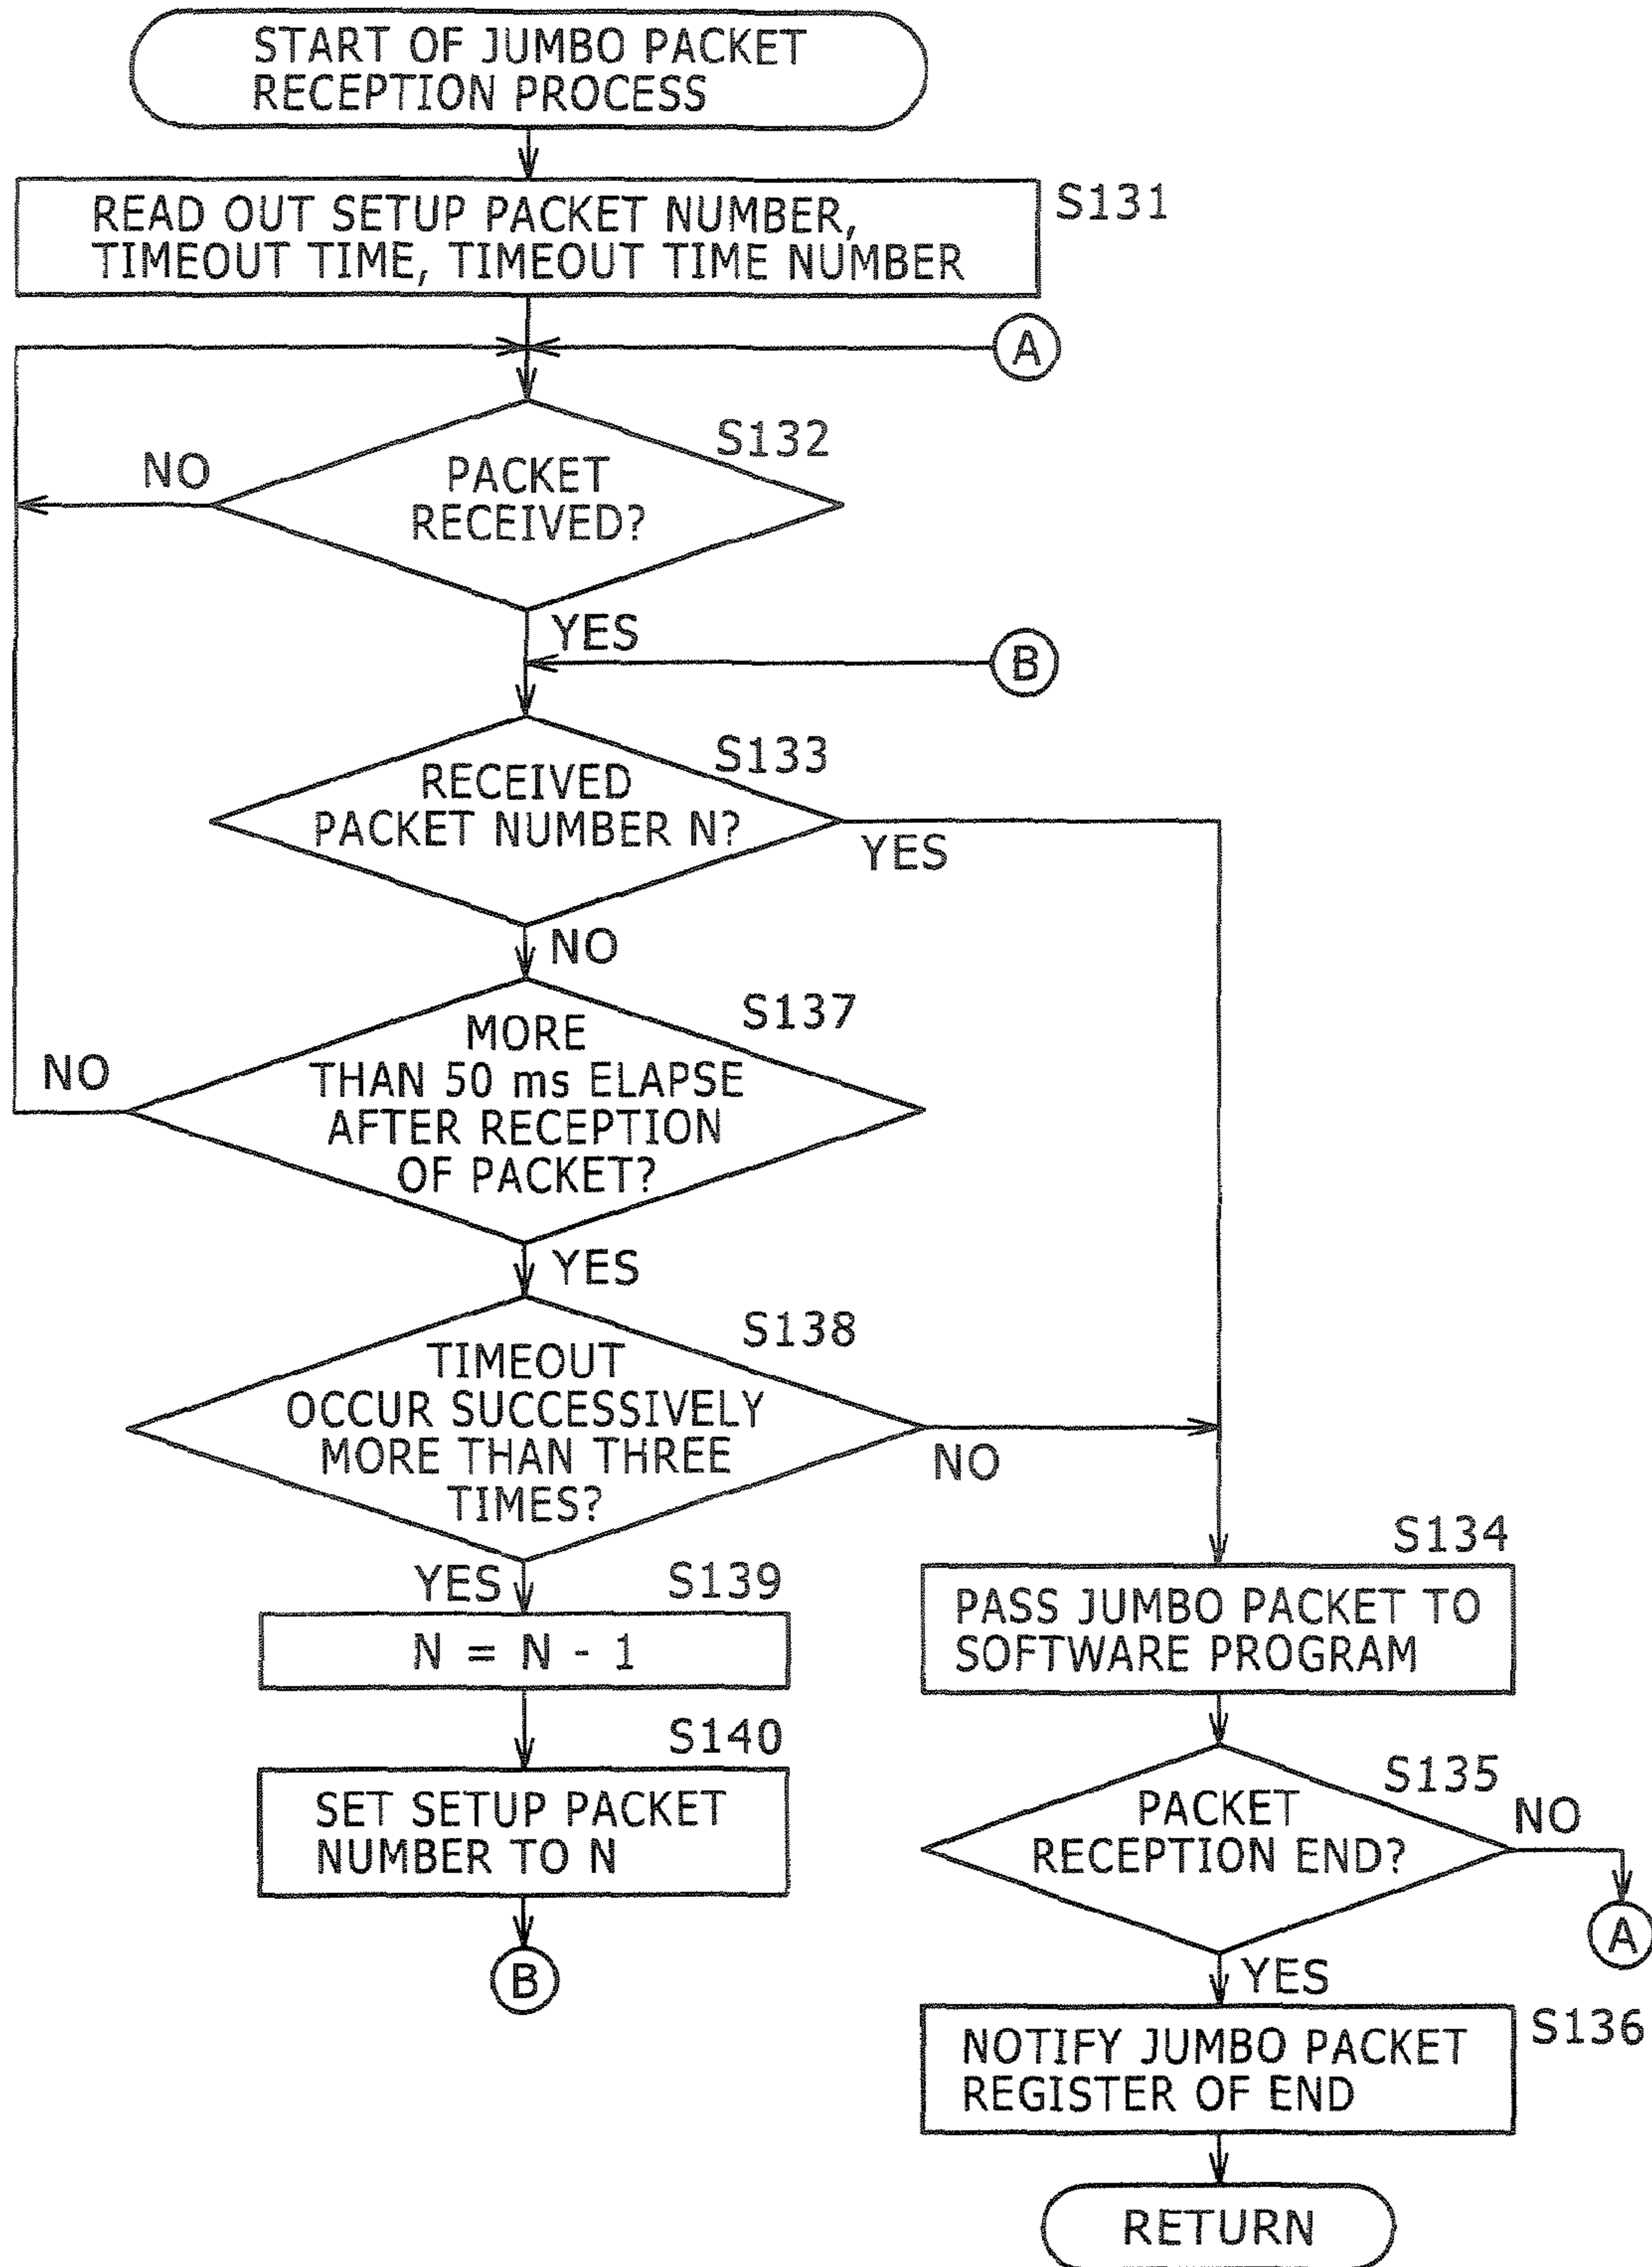 START OF JUMBO PACKET
RECEPTION PROCESS
S131
READ OUT SETUP PACKET NUMBER,
TIMEOUT TIME, TIMEOUT TIME NUMBER
A
S132
NO
PACKET
RECEIVED?
YES
B
S133
RECEIVED
PACKET NUMBER N?
YES
NO
S137
MORE
THAN 50 ms ELAPSE
AFTER RECEPTION
OF PACKET?
NO
YES
S138
TIMEOUT
OCCUR SUCCESSIVELY
MORE THAN THREE
TIMES?
NO
YES
S139
N = N - 1
S140
SET SETUP PACKET
NUMBER TO N
B
S134
PASS JUMBO PACKET TO
SOFTWARE PROGRAM
S135
PACKET
RECEPTION END?
NO
A
YES
S136
NOTIFY JUMBO PACKET
REGISTER OF END
RETURN